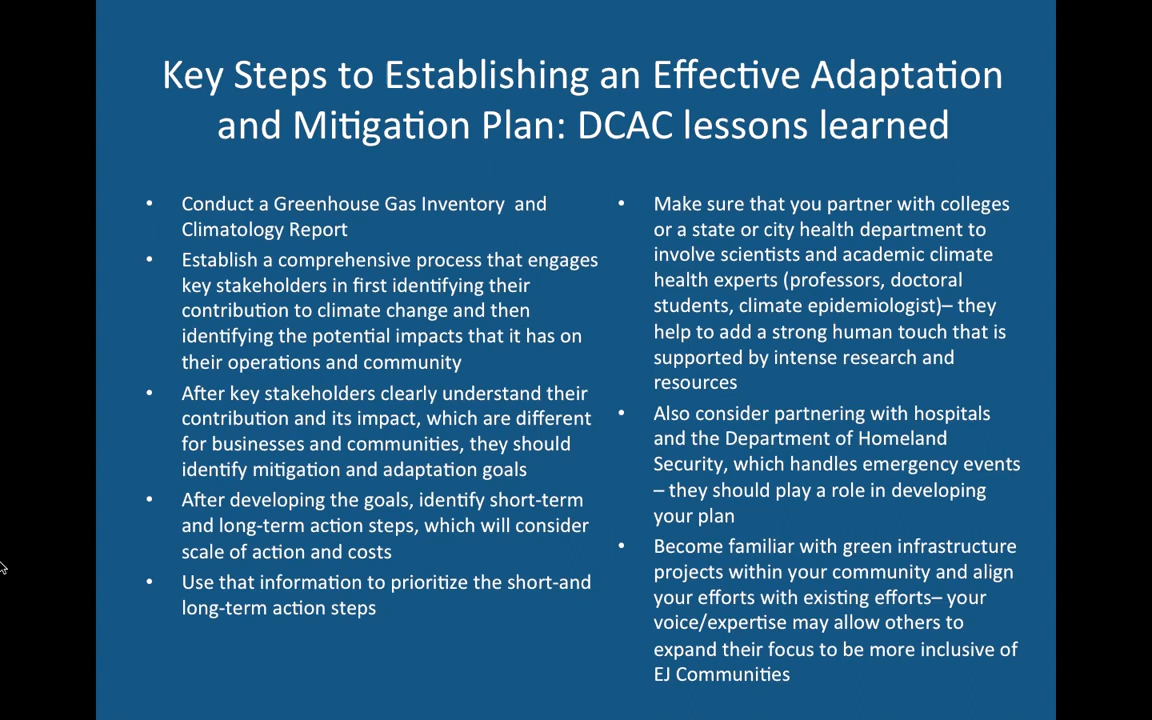 Key Steps to Establishing an Effective Adaptation
and Mitigation Plan: DCAC lessons learned
• Conduct a Greenhouse Gas Inventory  and
Climatology Report
• Establish a comprehensive process that engages
key stakeholders in first identifying their
contribution to climate change and then
identifying the potential impacts that it has on
their operations and community
• After key stakeholders clearly understand their
contribution and its impact, which are different
for businesses and communities, they should
identify mitigation and adaptation goals
• After developing the goals, identify short-term
and long-term action steps, which will consider
scale of action and costs
• Use that information to prioritize the short-and
long-term action steps
• Make sure that you partner with colleges
or a state or city health department to
involve scientists and academic climate
health experts (professors, doctoral
students, climate epidemiologist)– they
help to add a strong human touch that is
supported by intense research and
resources
• Also consider partnering with hospitals
and the Department of Homeland
Security, which handles emergency events
– they should play a role in developing
your plan
• Become familiar with green infrastructure
projects within your community and align
your efforts with existing efforts– your
voice/expertise may allow others to
expand their focus to be more inclusive of
EJ Communities